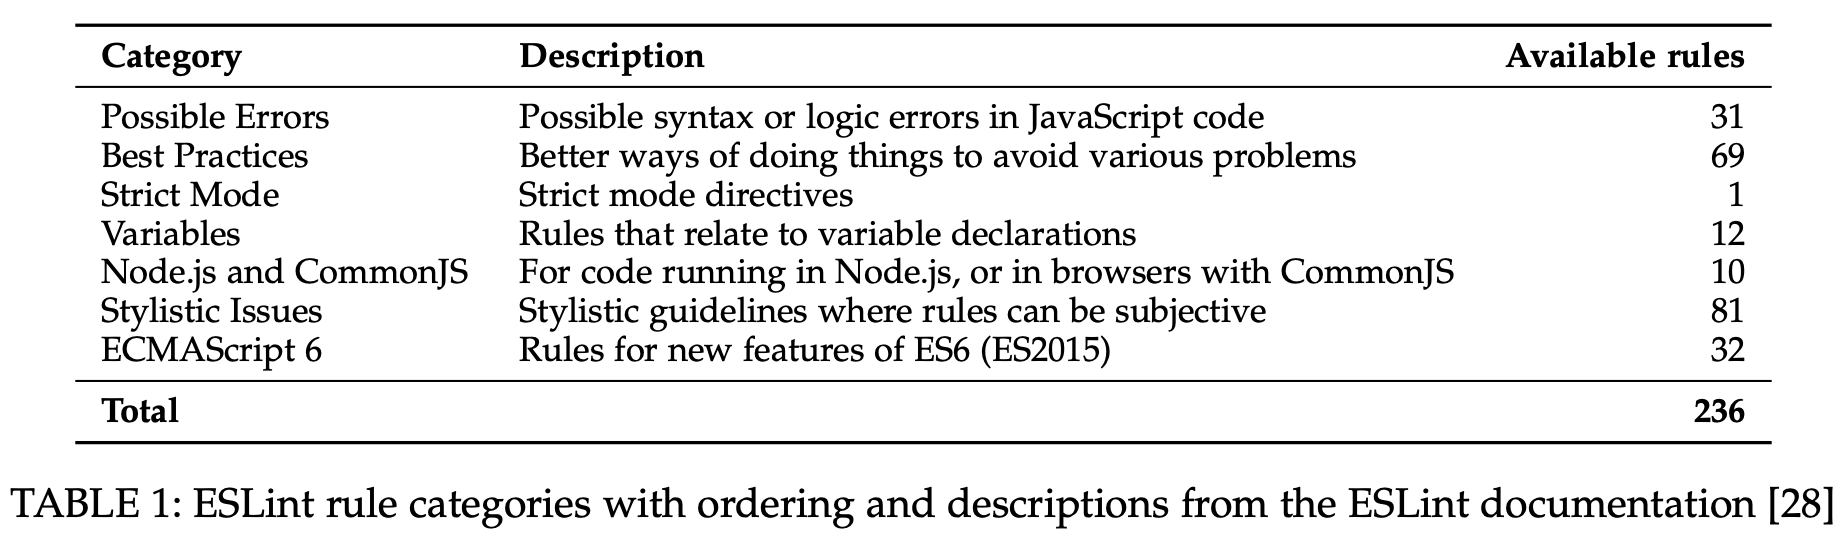 Category Description Available rules
Possible Errors Possible syntax or logic errors in JavaScript code 31
Best Practices Better ways of doing things to avoid various problems 69
Strict Mode Strict mode directives 1
Variables Rules that relate to variable declarations 12
Node.js and CommonJS For code running in Node.js, or in browsers with CommonJS 10
Stylistic Issues Stylistic guidelines where rules can be subjective 81
ECMAScript 6 Rules for new features of ES6 (ES2015) 32
Total 236
TABLE 1: ESLint rule categories with ordering and descriptions from the ESLint documentation [28]